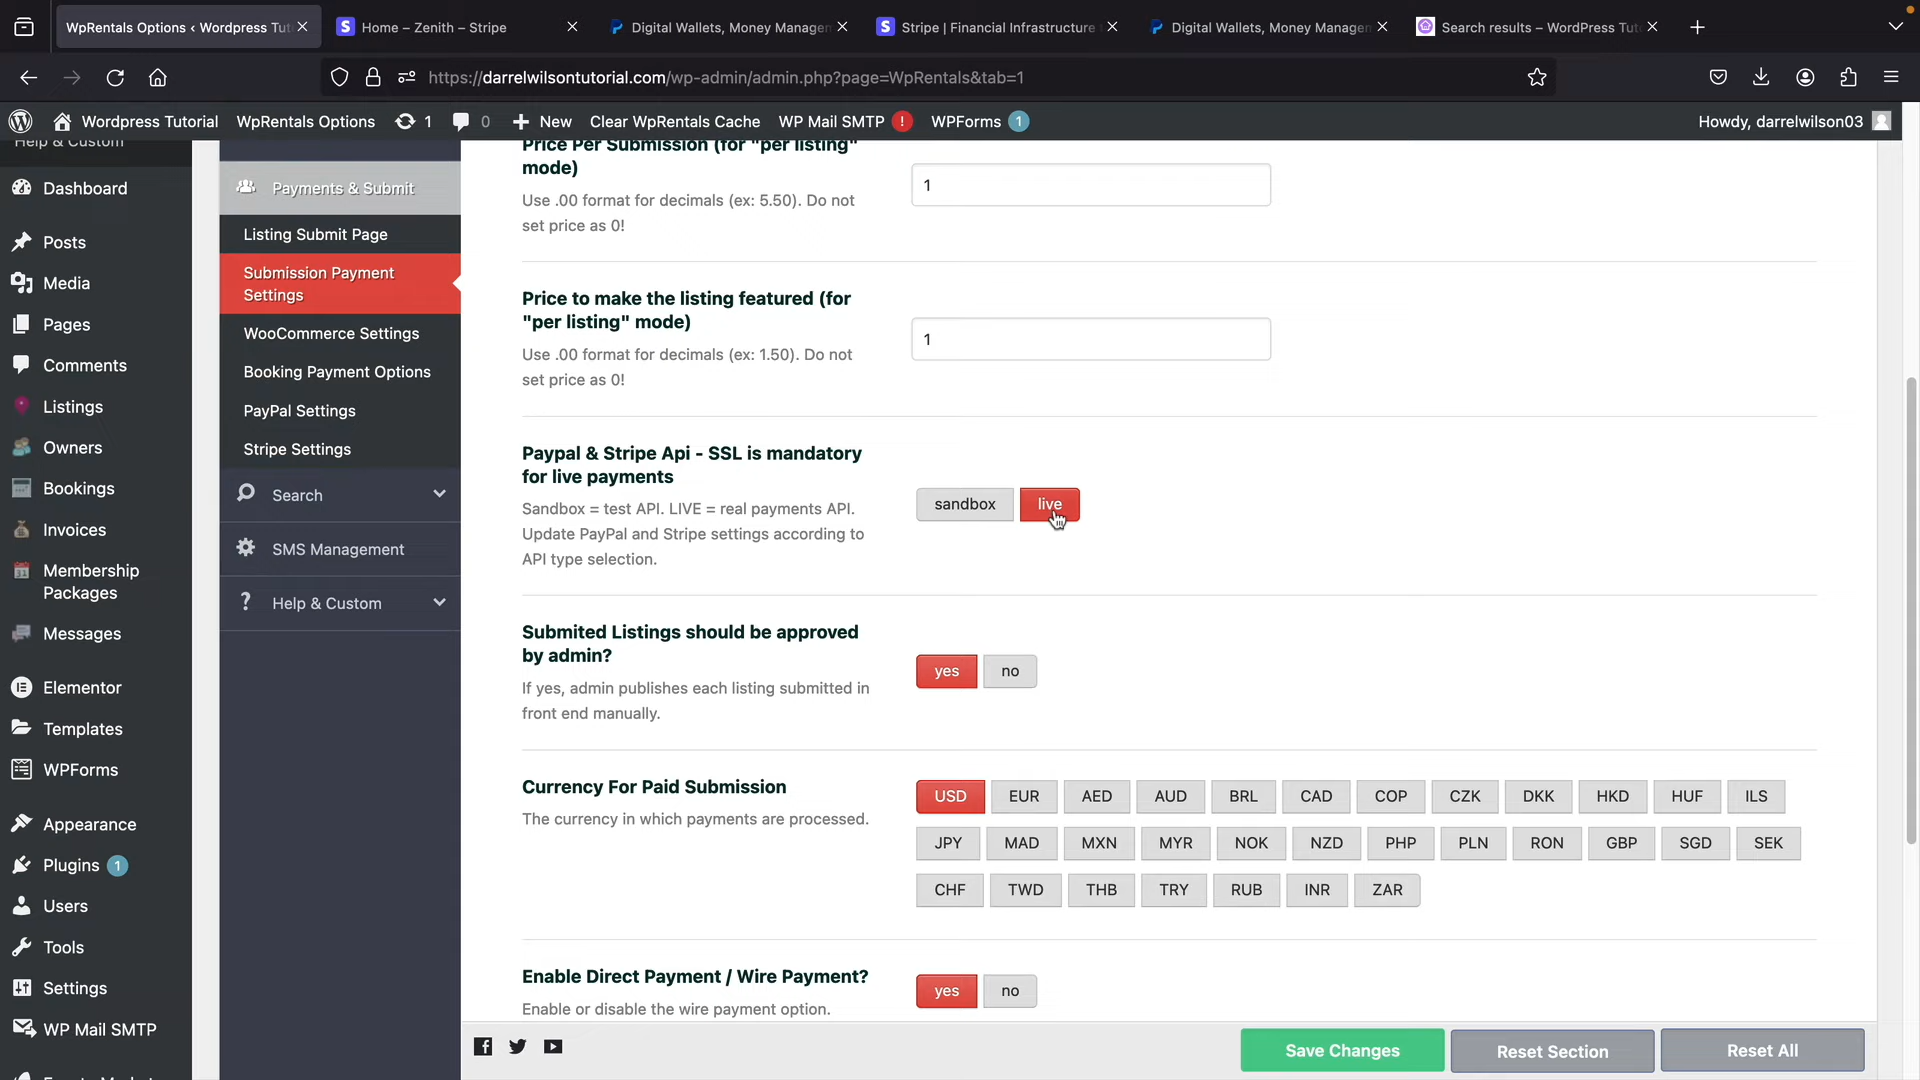 WpRentals Options ‹ Wordpress Tut
Home – Zenith – Stripe
Digital Wallets, Money Managen
Stripe | Financial Infrastructure
Digital Wallets, Money Managen
Search results – WordPress Tut
https://darrelwilsontutorial.com/wp-admin/admin.php?page=WpRentals&tab=1
Wordpress Tutorial
WpRentals Options
1
0
New
Clear WpRentals Cache
WP Mail SMTP !
WPForms 1
Howdy, darrelwilson03
Help & Custom
Dashboard
Posts
Media
Pages
Comments
Listings
Owners
Bookings
Invoices
Membership
Packages
Messages
Elementor
Templates
WPForms
Appearance
Plugins 1
Users
Tools
Settings
WP Mail SMTP
Payments & Submit
Listing Submit Page
Submission Payment
Settings
WooCommerce Settings
Booking Payment Options
PayPal Settings
Stripe Settings
Search
SMS Management
? Help & Custom
Price Per Submission (for "per listing"
mode)
Use .00 format for decimals (ex: 5.50). Do not
set price as 0!
1
Price to make the listing featured (for
"per listing" mode)
Use .00 format for decimals (ex: 1.50). Do not
set price as 0!
1
Paypal & Stripe Api - SSL is mandatory
for live payments
Sandbox = test API. LIVE = real payments API.
Update PayPal and Stripe settings according to
API type selection.
sandbox live
Submited Listings should be approved
by admin?
If yes, admin publishes each listing submitted in
front end manually.
yes no
Currency For Paid Submission
The currency in which payments are processed.
USD EUR AED AUD BRL CAD COP CZK DKK HKD HUF ILS
JPY MAD MXN MYR NOK NZD PHP PLN RON GBP SGD SEK
CHF TWD THB TRY RUB INR ZAR
Enable Direct Payment / Wire Payment?
Enable or disable the wire payment option.
yes no
Save Changes Reset Section Reset All